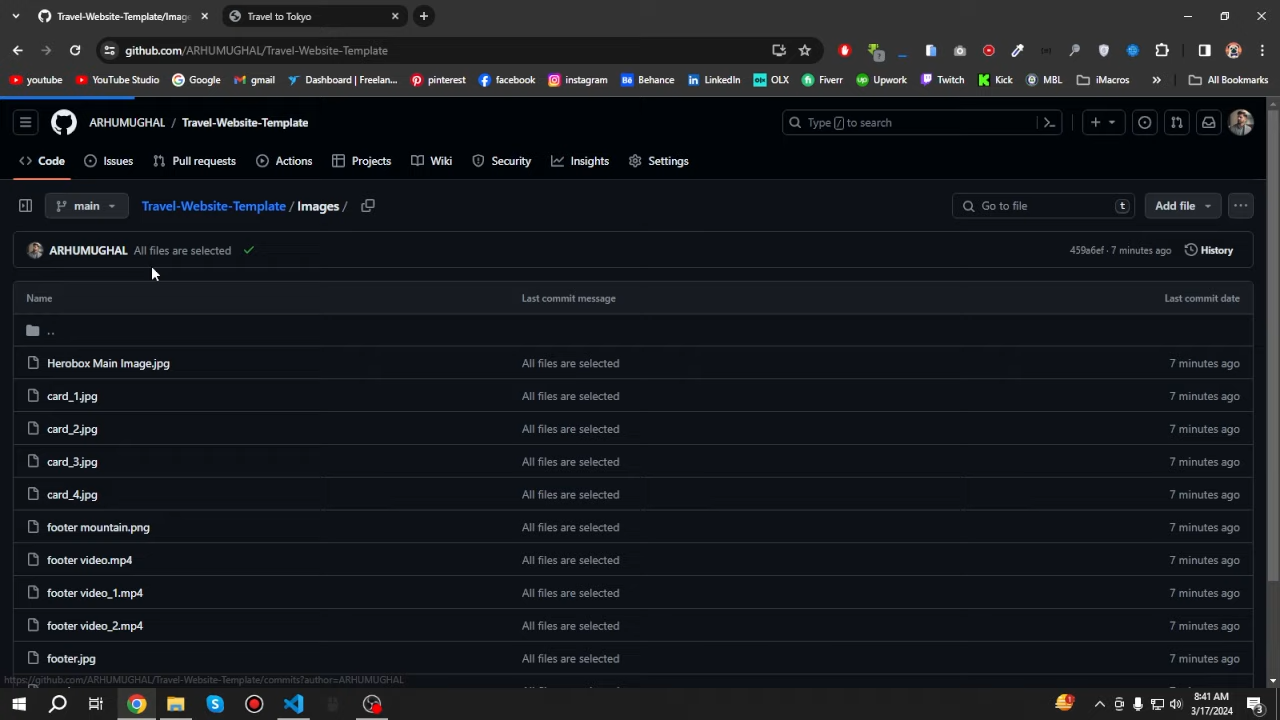 Travel-Website-Template/Image
Travel to Tokyo
github.com/ARHUMUGHAL/Travel-Website-Template
youtube
YouTube Studio
Google
gmail
Dashboard | Freelan...
pinterest
facebook
instagram
Behance
LinkedIn
OLX
Fiverr
Upwork
Twitch
Kick
MBL
iMacros
All Bookmarks
ARHUMUGHAL / Travel-Website-Template
Type / to search
Code
Issues
Pull requests
Actions
Projects
Wiki
Security
Insights
Settings
main
Travel-Website-Template / Images /
Go to file
t
Add file
ARHUMUGHAL All files are selected
459a6ef · 7 minutes ago
History
Name Last commit message Last commit date
..
Herobox Main Image.jpg All files are selected 7 minutes ago
card_1.jpg All files are selected 7 minutes ago
card_2.jpg All files are selected 7 minutes ago
card_3.jpg All files are selected 7 minutes ago
card_4.jpg All files are selected 7 minutes ago
footer mountain.png All files are selected 7 minutes ago
footer video.mp4 All files are selected 7 minutes ago
footer video_1.mp4 All files are selected 7 minutes ago
footer video_2.mp4 All files are selected 7 minutes ago
footer.jpg All files are selected 7 minutes ago
https://github.com/ARHUMUGHAL/Travel-Website-Template/commits?author=ARHUMUGHAL
8:41 AM
3/17/2024